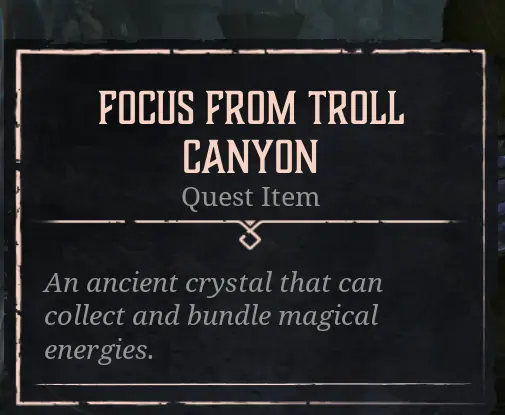 FOCUS FROM TROLL
CANYON
Quest Item
An ancient crystal that can
collect and bundle magical
energies.